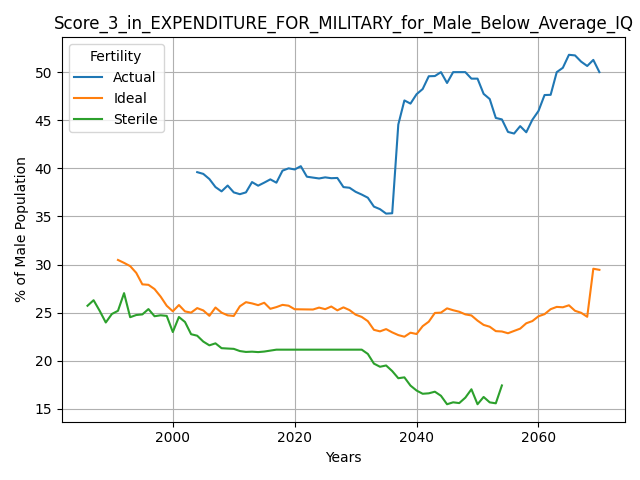 Score_3_in_EXPENDITURE_FOR_MILITARY_for_Male_Below_Average_IQ
Fertility
Actual
Ideal
Sterile
% of Male Population
50
45
40
35
30
25
20
15
2000
2020
2040
2060
Years